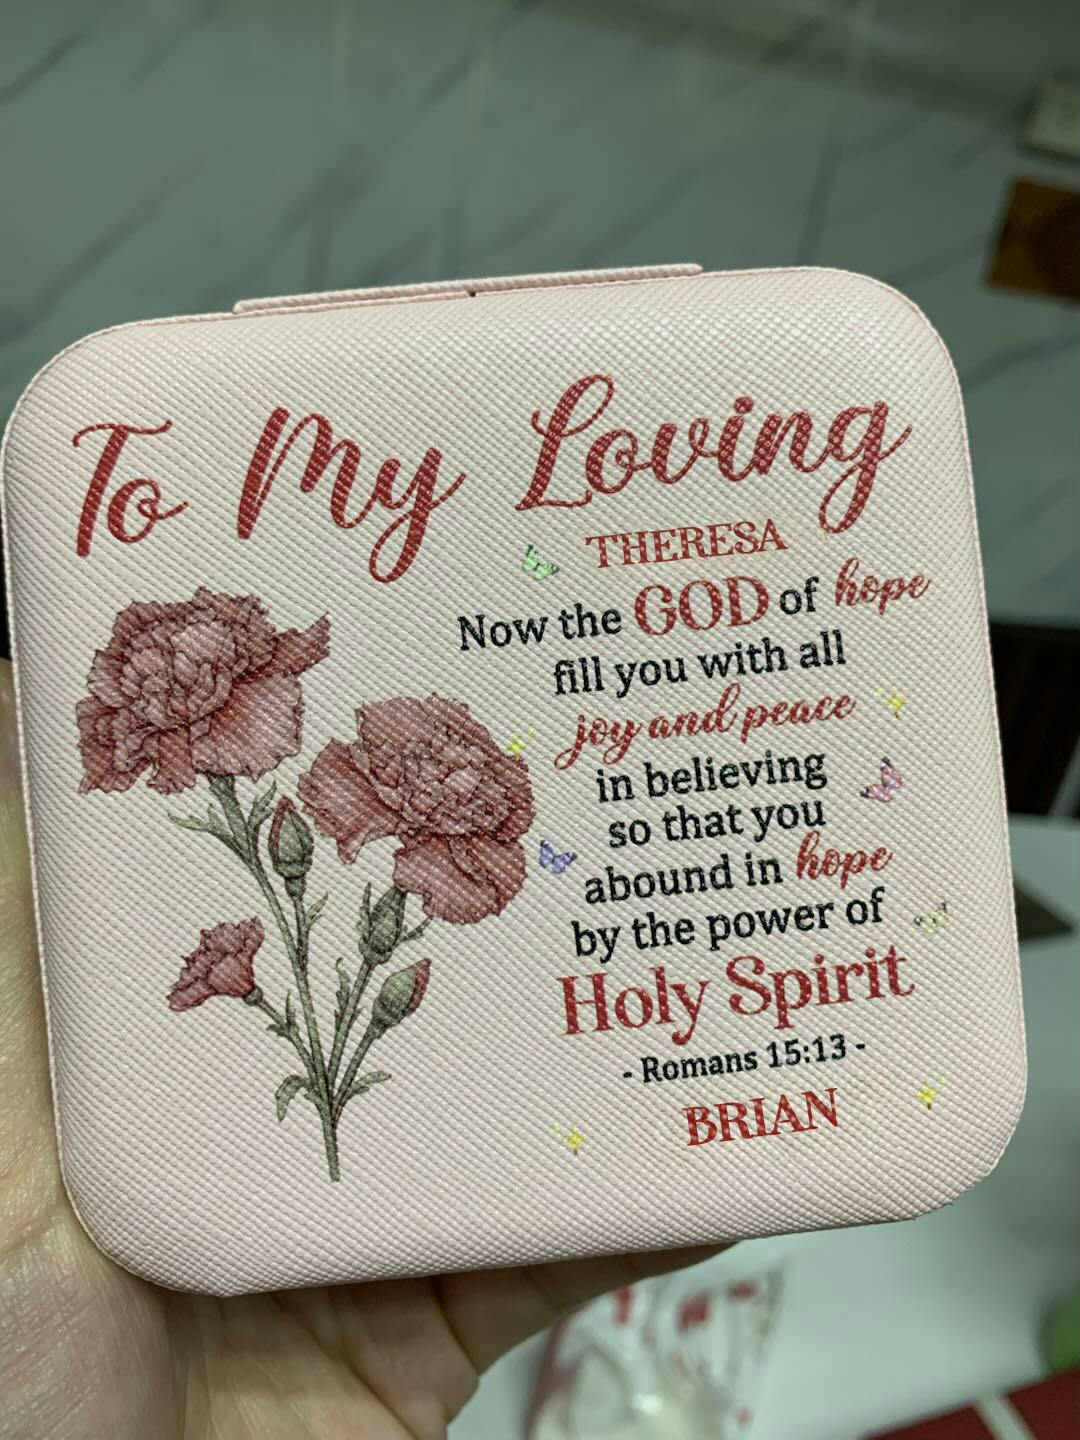 To My Loving
THERESA
Now the GOD of hope
fill you with all
joy and peace
in believing
so that you
abound in hope
by the power of
Holy Spirit
- Romans 15:13 -
BRIAN